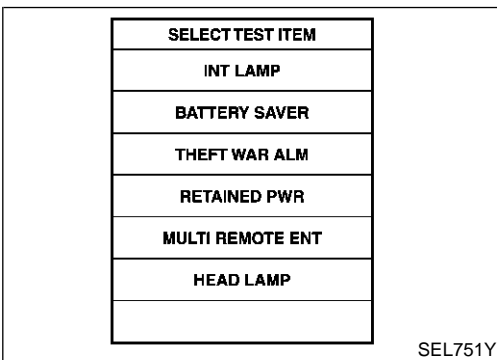 SELECT TEST ITEM
INT LAMP
BATTERY SAVER
THEFT WAR ALM
RETAINED PWR
MULTI REMOTE ENT
HEAD LAMP
SEL751Y